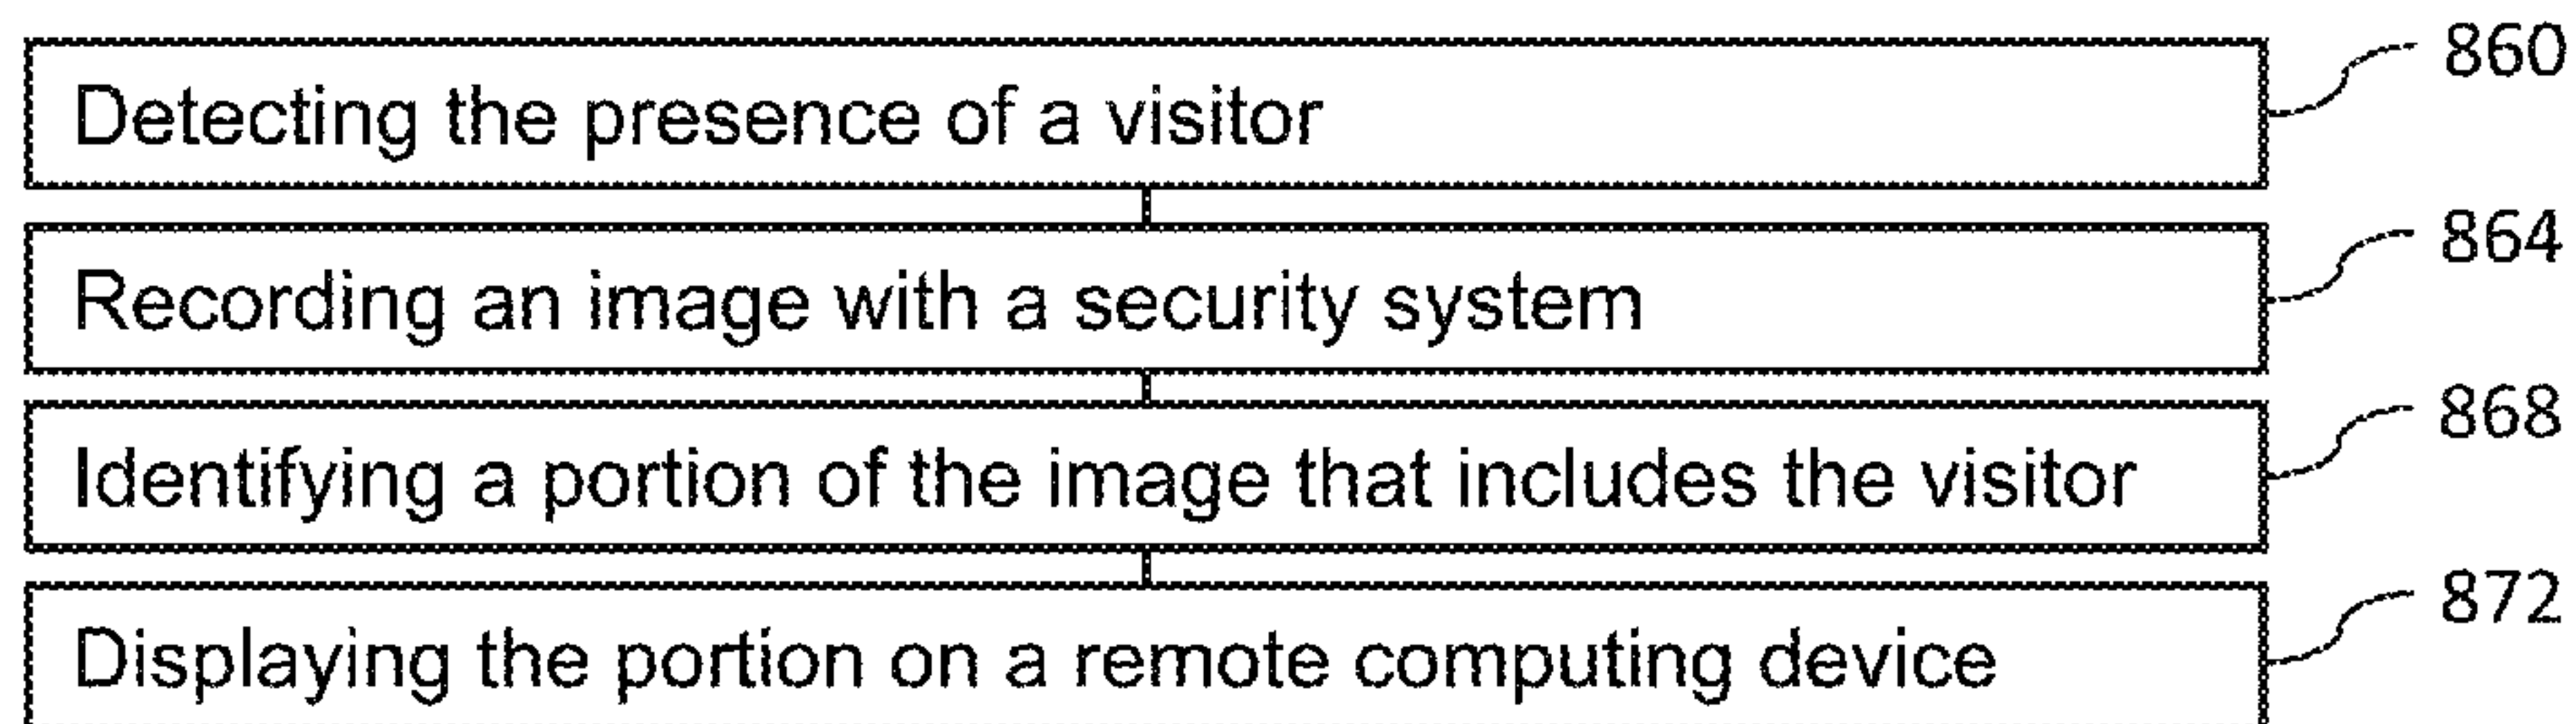 Detecting the presence of a visitor 860
Recording an image with a security system 864
Identifying a portion of the image that includes the visitor 868
Displaying the portion on a remote computing device 872